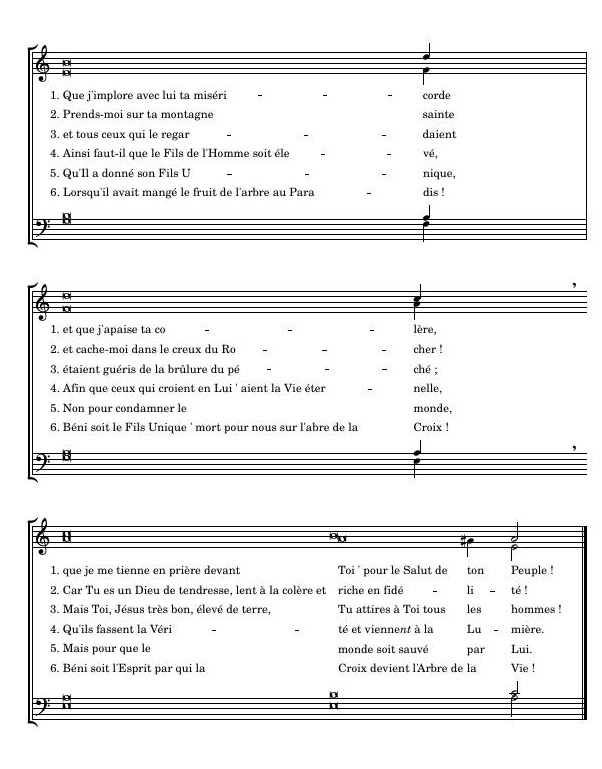 1. Que j'implore avec lui ta miséri - - - corde
2. Prends-moi sur ta montagne sainte
3. et tous ceux qui le regar - - - daient
4. Ainsi faut-il que le Fils de l'Homme soit éle - - vé,
5. Qu'Il a donné son Fils U - - - nique,
6. Lorsqu'il avait mangé le fruit de l'arbre au Para - dis !
1. et que j'apaise ta co - - - lère,
2. et cache-moi dans le creux du Ro - - - cher !
3. étaient guéris de la brûlure du pé - - - ché ;
4. Afin que ceux qui croient en Lui ' aient la Vie éter - nelle,
5. Non pour condamner le monde,
6. Béni soit le Fils Unique ' mort pour nous sur l'abre de la Croix !
1. que je me tienne en prière devant Toi ' pour le Salut de ton Peuple !
2. Car Tu es un Dieu de tendresse, lent à la colère et riche en fidé - li - té !
3. Mais Toi, Jésus très bon, élevé de terre, Tu attires à Toi tous les hommes !
4. Qu'ils fassent la Véri - - té et viennent à la Lu - mière.
5. Mais pour que le monde soit sauvé par Lui.
6. Béni soit l'Esprit par qui la Croix devient l'Arbre de la Vie !